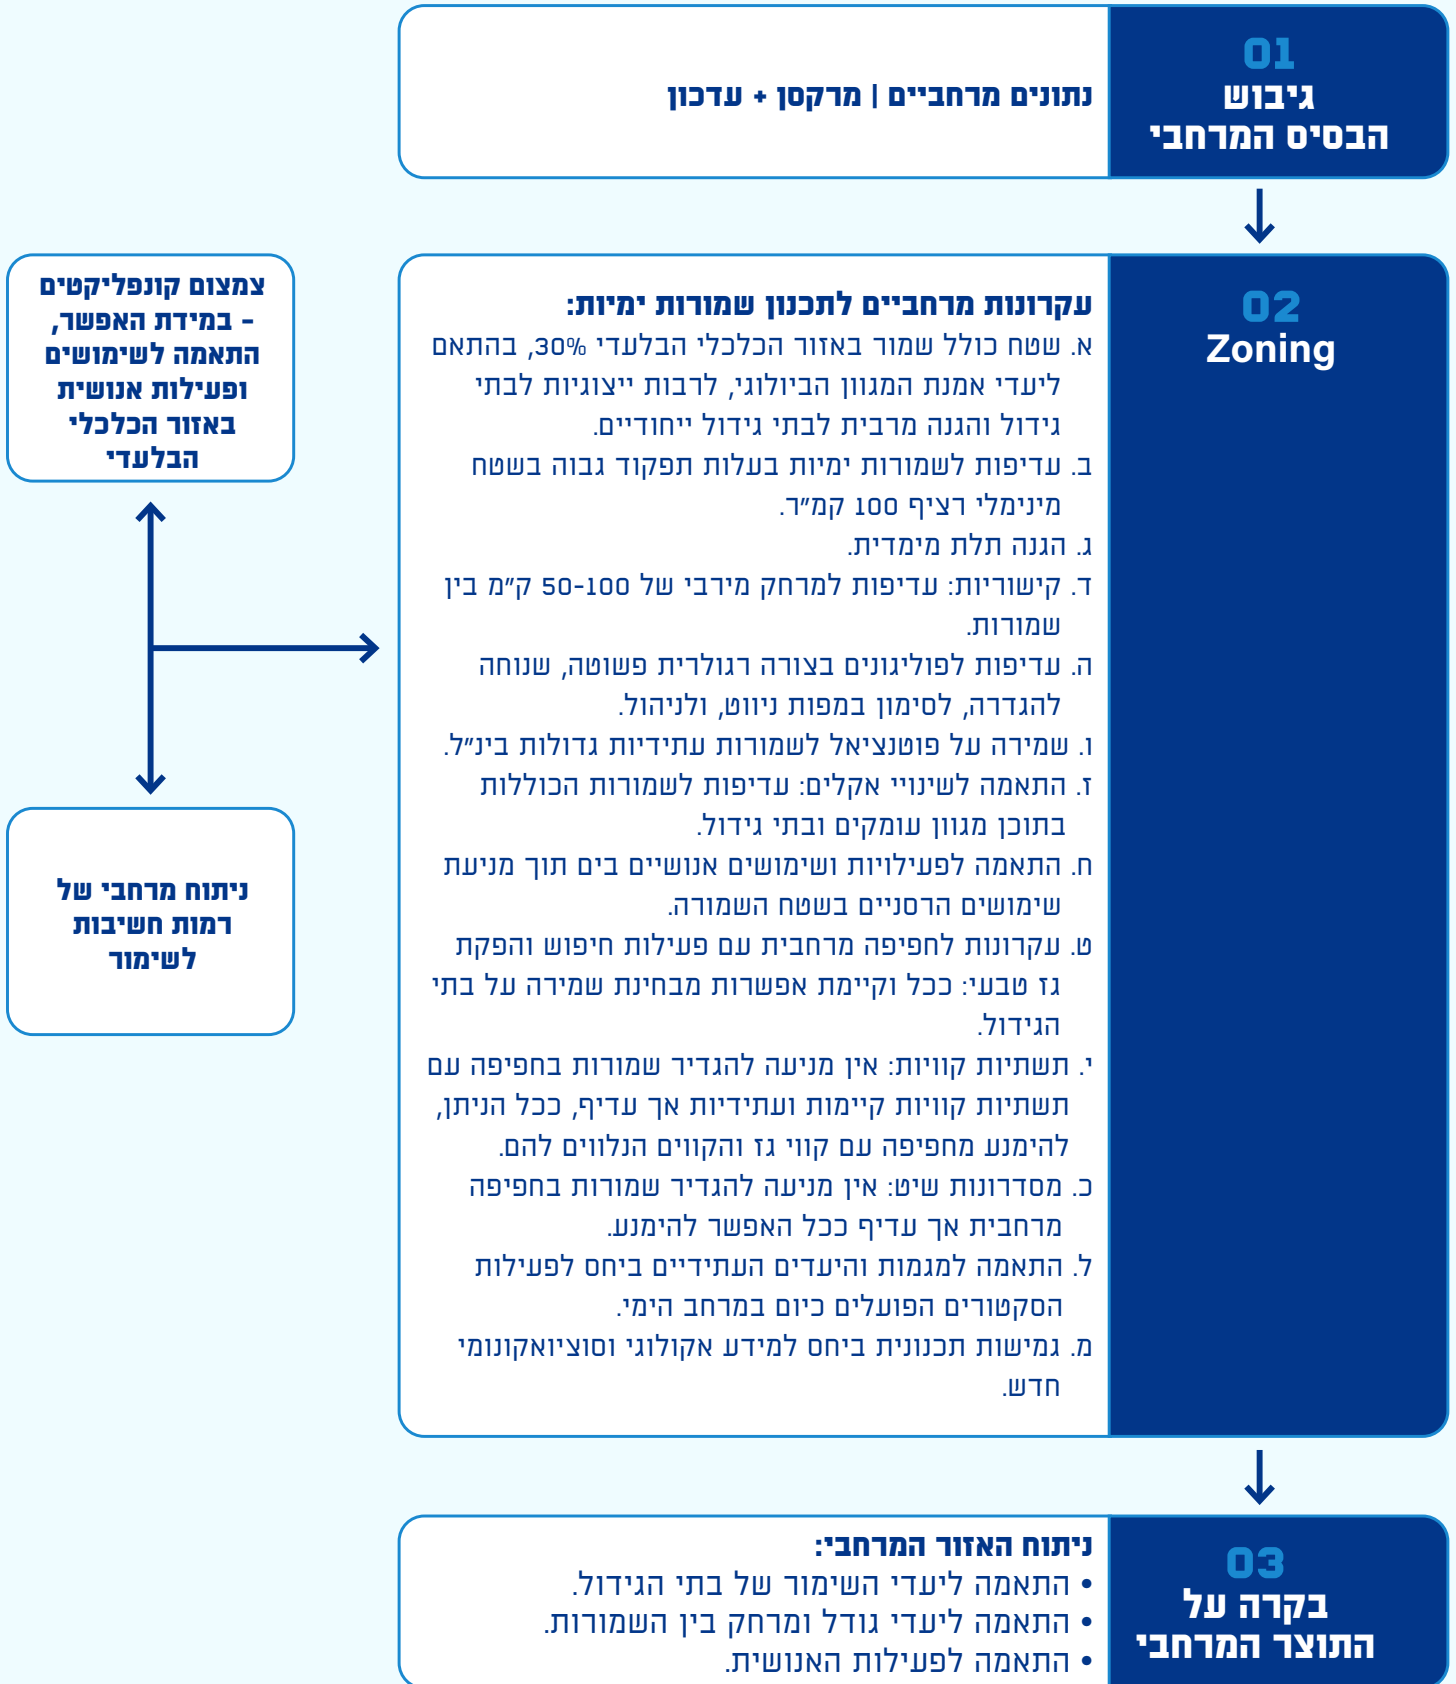 01
גיבוש
הבסיס המרחבי
נתונים מרחביים | מרקסן + עדכון
02
Zoning
עקרונות מרחביים לתכנון שמורות ימיות:
א. שטח כולל שמור באזור הכלכלי הבלעדי 30%, בהתאם
ליעדי אמנת המגוון הביולוגי, לרבות ייצוגיות לבתי
גידול והגנה מרבית לבתי גידול ייחודיים.
ב. עדיפות לשמורות ימיות בעלות תפקוד גבוה בשטח
מינימלי רציף 100 קמ״ר.
ג. הגנה תלת מימדית.
ד. קישוריות: עדיפות למרחק מירבי של 50-100 ק״מ בין
שמורות.
ה. עדיפות לפוליגונים בצורה רגולרית פשוטה, שנוחה
להגדרה, לסימון במפות ניווט, ולניהול.
ו. שמירה על פוטנציאל לשמורות עתידיות גדולות בינ״ל.
ז. התאמה לשינויי אקלים: עדיפות לשמורות הכוללות
בתוכן מגוון עומקים ובתי גידול.
ח. התאמה לפעילויות ושימושים אנושיים בים תוך מניעת
שימושים הרסניים בשטח השמורה.
ט. עקרונות לחפיפה מרחבית עם פעילות חיפוש והפקת
גז טבעי: ככל וקיימת אפשרות מבחינת שמירה על בתי
הגידול.
י. תשתיות קוויות: אין מניעה להגדיר שמורות בחפיפה עם
תשתיות קוויות קיימות ועתידיות אך עדיף, ככל הניתן,
להימנע מחפיפה עם קווי גז והקווים הנלווים להם.
כ. מסדרונות שיט: אין מניעה להגדיר שמורות בחפיפה
מרחבית אך עדיף ככל האפשר להימנע.
ל. התאמה למגמות והיעדים העתידיים ביחס לפעילות
הסקטורים הפועלים כיום במרחב הימי.
מ. גמישות תכנונית ביחס למידע אקולוגי וסוציואקונומי
חדש.
צמצום קונפליקטים
- במידת האפשר,
התאמה לשימושים
ופעילות אנושית
באזור הכלכלי
הבלעדי
ניתוח מרחבי של
רמות חשיבות
לשימור
03
בקרה על
התוצר המרחבי
ניתוח האזור המרחבי:
• התאמה ליעדי השימור של בתי הגידול.
• התאמה ליעדי גודל ומרחק בין השמורות.
• התאמה לפעילות האנושית.